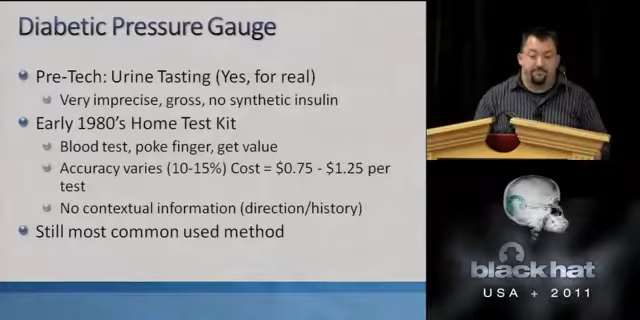 Diabetic Pressure Gauge
Pre-Tech: Urine Tasting (Yes, for real)
Very imprecise, gross, no synthetic insulin
Early 1980's Home Test Kit
Blood test, poke finger, get value
Accuracy varies (10-15%) Cost = $0.75 - $1.25 per
test
No contextual information (direction/history)
Still most common used method
black hat
USA + 2011